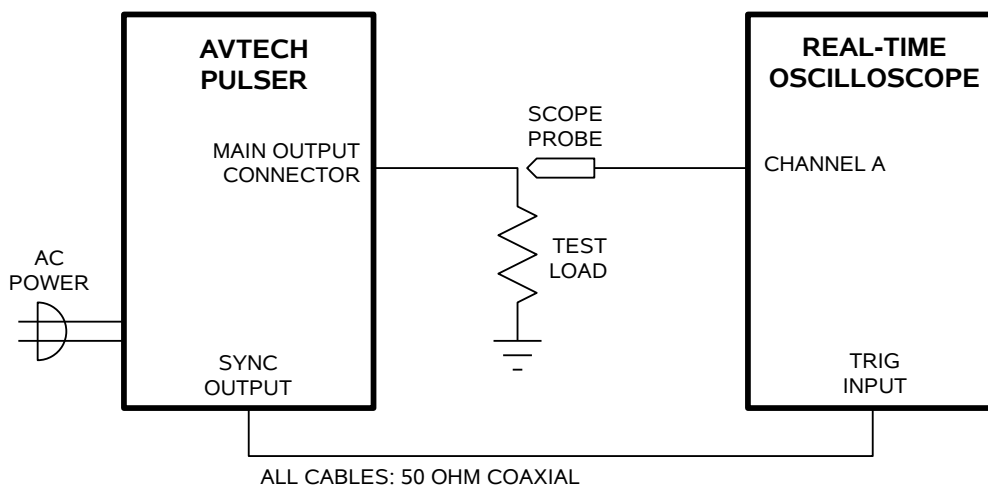 AVTECH
PULSER
REAL-TIME
OSCILLOSCOPE
SCOPE
PROBE
MAIN OUTPUT
CONNECTOR
CHANNEL A
TEST
LOAD
AC
POWER
SYNC
OUTPUT
TRIG
INPUT
ALL CABLES: 50 OHM COAXIAL